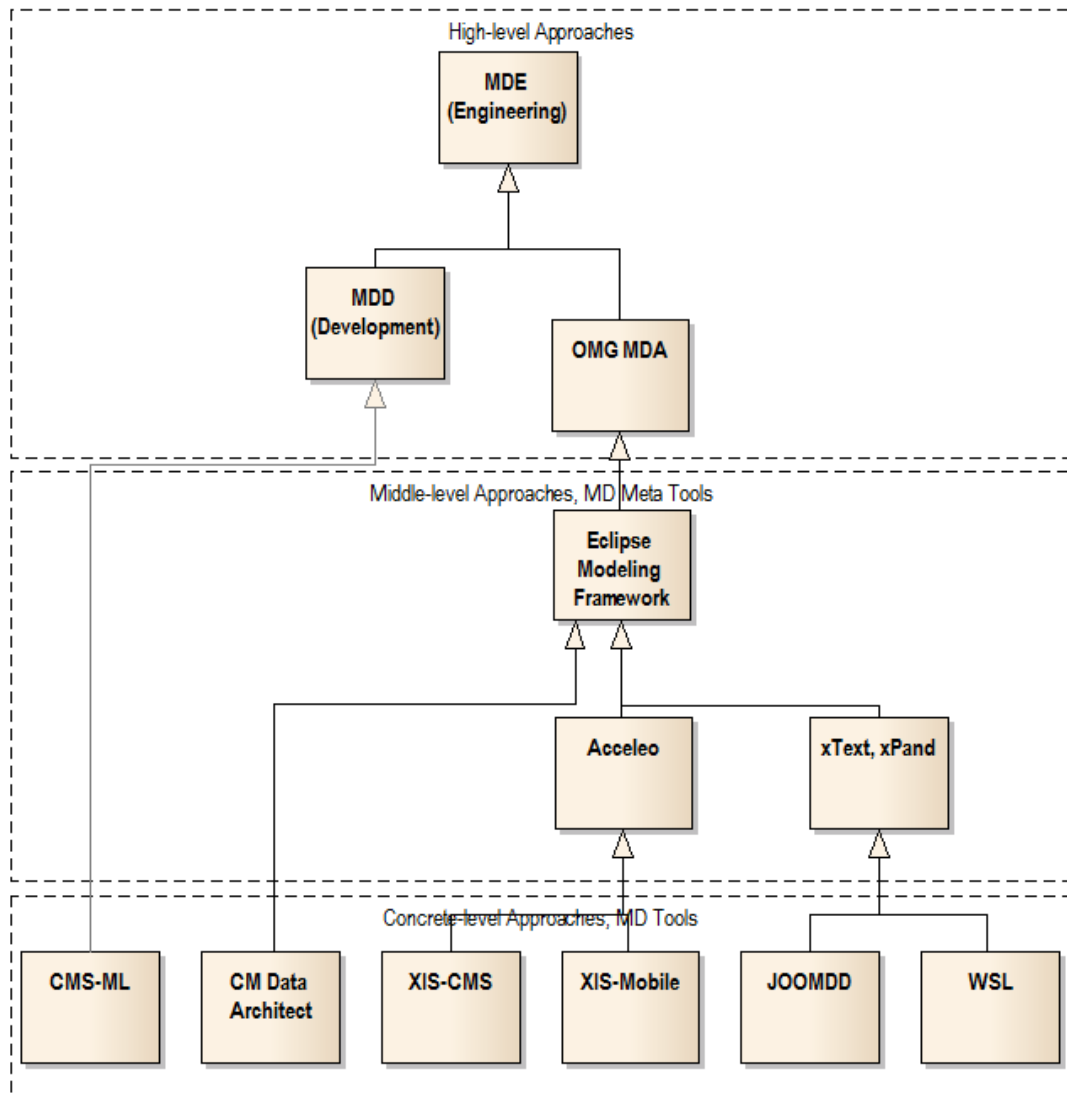 High-level Approaches
MDE
(Engineering)
MDD
(Development)
OMG MDA
Middle-level Approaches, MD Meta Tools
Eclipse
Modeling
Framework
Acceleo
xText, xPand
Concrete-level Approaches, MD Tools
CMS-ML
CM Data
Architect
XIS-CMS
XIS-Mobile
JOOMDD
WSL